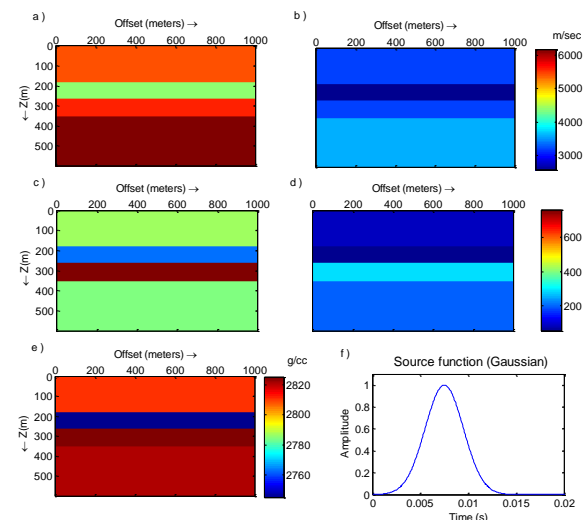 a )
Offset (meters) →
0 200 400 600 800 1000
0
100
200
300
400
500
← Z(m)
b )
Offset (meters) →
0 200 400 600 800 1000
m/sec
6000
5000
4000
3000
c )
Offset (meters) →
0 200 400 600 800 1000
0
100
200
300
400
500
← Z(m)
d )
Offset (meters) →
0 200 400 600 800 1000
600
400
200
e )
Offset (meters) →
0 200 400 600 800 1000
0
100
200
300
400
500
← Z(m)
g/cc
2820
2800
2780
2760
f )
Source function (Gaussian)
1
0.8
0.6
0.4
0.2
0
Amplitude
0 0.005 0.01 0.015 0.02
Time (s)